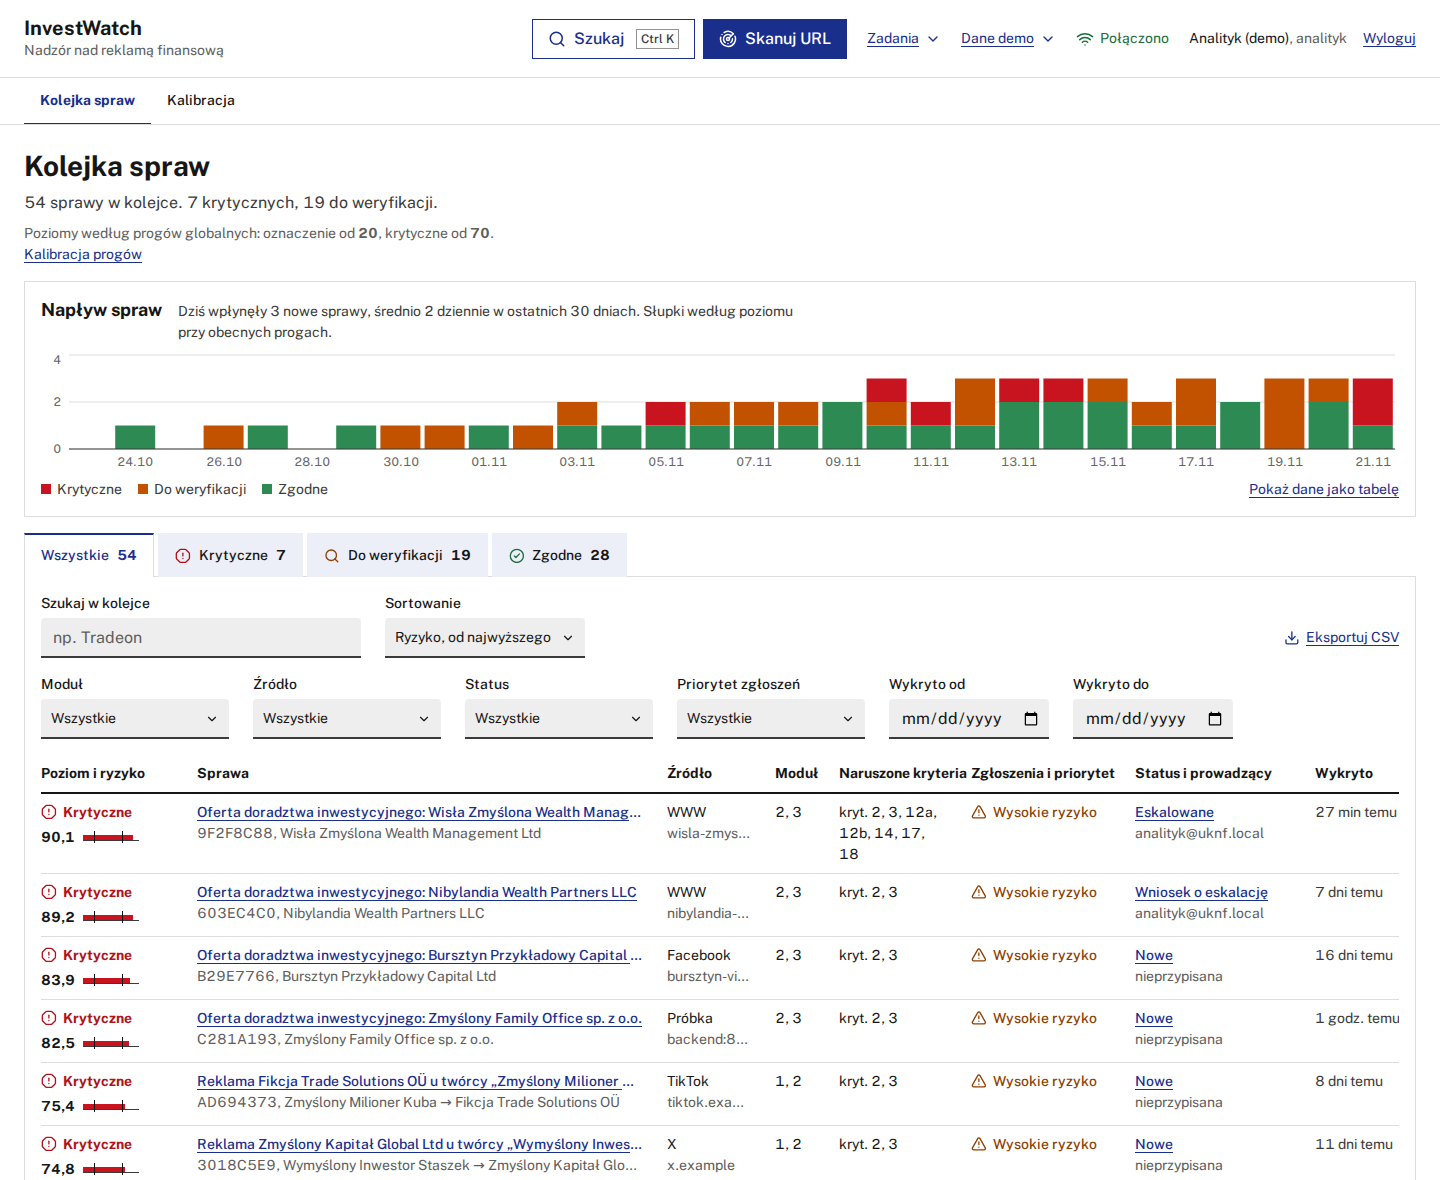 InvestWatch
Nadzór nad reklamą finansową
Szukaj Ctrl K
Skanuj URL
Zadania
Dane demo
Połączono
Analityk (demo), analityk
Wyloguj
Kolejka spraw
Kalibracja
Kolejka spraw
54 sprawy w kolejce. 7 krytycznych, 19 do weryfikacji.
Poziomy według progów globalnych: oznaczenie od 20, krytyczne od 70.
Kalibracja progów
Napływ spraw
Dziś wpłynęły 3 nowe sprawy, średnio 2 dziennie w ostatnich 30 dniach. Słupki według poziomu
przy obecnych progach.
4
2
0
24.10 26.10 28.10 30.10 01.11 03.11 05.11 07.11 09.11 11.11 13.11 15.11 17.11 19.11 21.11
Krytyczne Do weryfikacji Zgodne
Pokaż dane jako tabelę
Wszystkie 54
Krytyczne 7
Do weryfikacji 19
Zgodne 28
Szukaj w kolejce
np. Tradeon
Sortowanie
Ryzyko, od najwyższego
Eksportuj CSV
Moduł
Wszystkie
Źródło
Wszystkie
Status
Wszystkie
Priorytet zgłoszeń
Wszystkie
Wykryto od
mm/dd/yyyy
Wykryto do
mm/dd/yyyy
Poziom i ryzyko Sprawa Źródło Moduł Naruszone kryteria Zgłoszenia i priorytet Status i prowadzący Wykryto
Krytyczne
90,1
Oferta doradztwa inwestycyjnego: Wisła Zmyślona Wealth Manag...
9F2F8C88, Wisła Zmyślona Wealth Management Ltd
WWW
wisla-zmys...
2, 3
kryt. 2, 3, 12a,
12b, 14, 17,
18
Wysokie ryzyko
Eskalowane
analityk@uknf.local
27 min temu
Krytyczne
89,2
Oferta doradztwa inwestycyjnego: Nibylandia Wealth Partners LLC
603EC4C0, Nibylandia Wealth Partners LLC
WWW
nibylandia-...
2, 3
kryt. 2, 3
Wysokie ryzyko
Wniosek o eskalację
analityk@uknf.local
7 dni temu
Krytyczne
83,9
Oferta doradztwa inwestycyjnego: Bursztyn Przykładowy Capital ...
B29E7766, Bursztyn Przykładowy Capital Ltd
Facebook
bursztyn-vi...
2, 3
kryt. 2, 3
Wysokie ryzyko
Nowe
nieprzypisana
16 dni temu
Krytyczne
82,5
Oferta doradztwa inwestycyjnego: Zmyślony Family Office sp. z o.o.
C281A193, Zmyślony Family Office sp. z o.o.
Próbka
backend:8...
2, 3
kryt. 2, 3
Wysokie ryzyko
Nowe
nieprzypisana
1 godz. temu
Krytyczne
75,4
Reklama Fikcja Trade Solutions OÜ u twórcy „Zmyślony Milioner ...
AD694373, Zmyślony Milioner Kuba → Fikcja Trade Solutions OÜ
TikTok
tiktok.exa...
1, 2
kryt. 2, 3
Wysokie ryzyko
Nowe
nieprzypisana
8 dni temu
Krytyczne
74,8
Reklama Zmyślony Kapitał Global Ltd u twórcy „Wymyślony Inwes...
3018C5E9, Wymyślony Inwestor Staszek → Zmyślony Kapitał Glo...
X
x.example
1, 2
kryt. 2, 3
Wysokie ryzyko
Nowe
nieprzypisana
11 dni temu